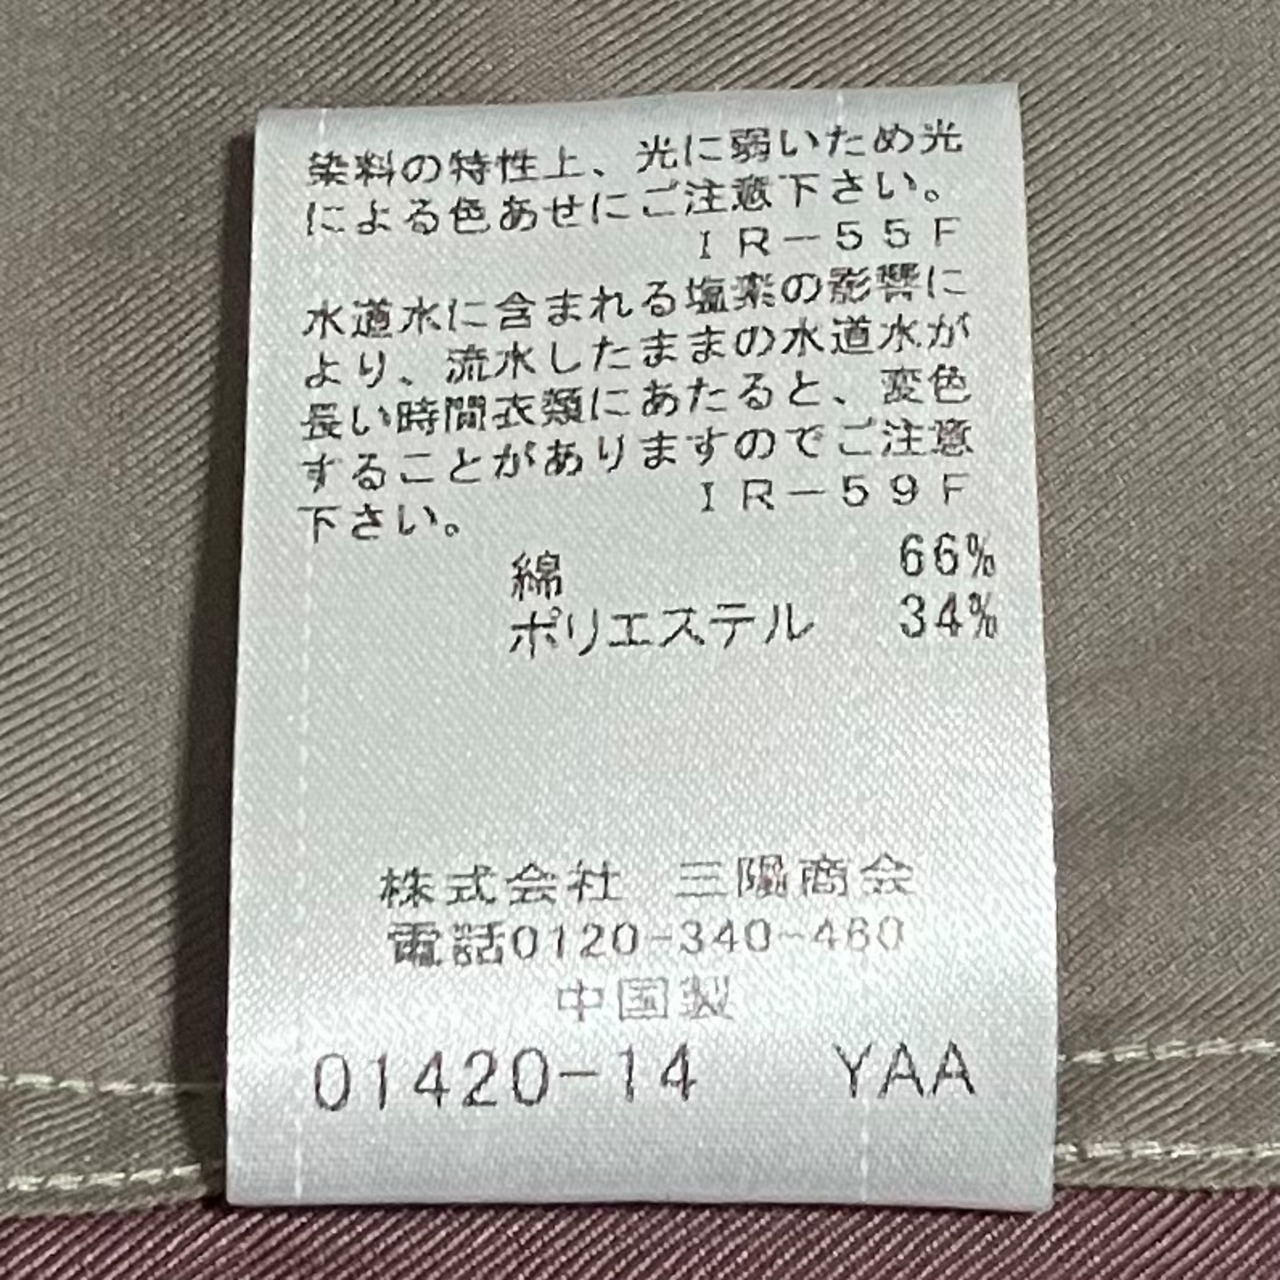 染料の特性上、光に弱いため光
による色あせにご注意下さい。
IR-55F
水道水に含まれる塩素の影響に
より、流水したままの水道水が
長い時間衣類にあたると、変色
することがありますのでご注意
下さい。 IR-59F
綿 66%
ポリエステル 34%
株式会社 三陽商会
電話0120-340-460
中国製
01420-14 YAA